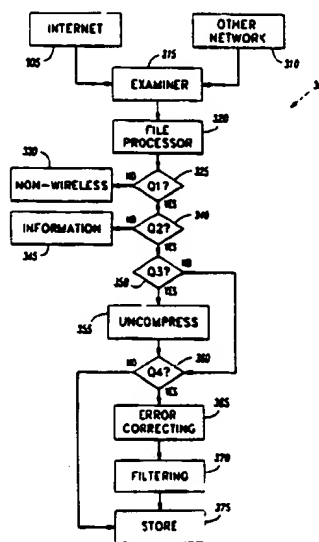 INTERNET
OTHER NETWORK
305
315
310
EXAMINER
3
FILE PROCESSOR
320
330
NO
Q1?
325
NON-WIRELESS
YES
NO
Q2?
340
INFORMATION
345
YES
Q3?
NO
350
YES
355
UNCOMPRESS
NO
Q4?
360
YES
365
ERROR CORRECTING
370
FILTERING
375
STORE